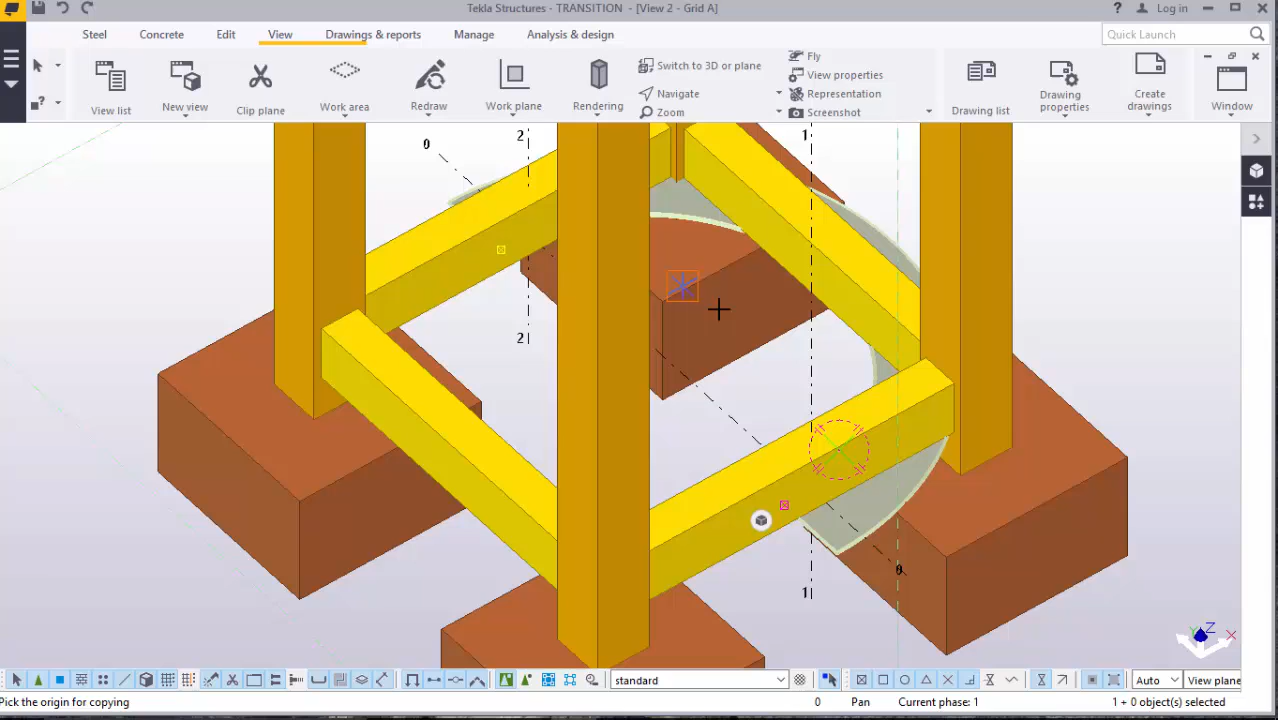 Tekla Structures - TRANSITION - [View 2 - Grid A]
? Log in
Steel Concrete Edit View Drawings & reports Manage Analysis & design
Quick Launch
View list
New view
Clip plane
Work area
Redraw
Work plane
Rendering
Switch to 3D or plane
Navigate
Zoom
Fly
View properties
Representation
Screenshot
Drawing list
Drawing properties
Create drawings
Window
0
2
1
2
0
1
Z
Y
X
standard
Auto
View plane
Pick the origin for copying
0
Pan
Current phase: 1
1 + 0 object(s) selected